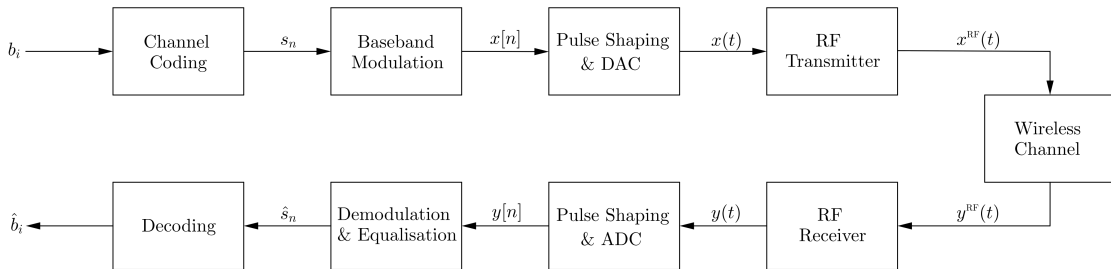 b_i
Channel
Coding
s_n
Baseband
Modulation
x[n]
Pulse Shaping
& DAC
x(t)
RF
Transmitter
x^RF(t)
Wireless
Channel
b̂_i
Decoding
ŝ_n
Demodulation
& Equalisation
y[n]
Pulse Shaping
& ADC
y(t)
RF
Receiver
y^RF(t)